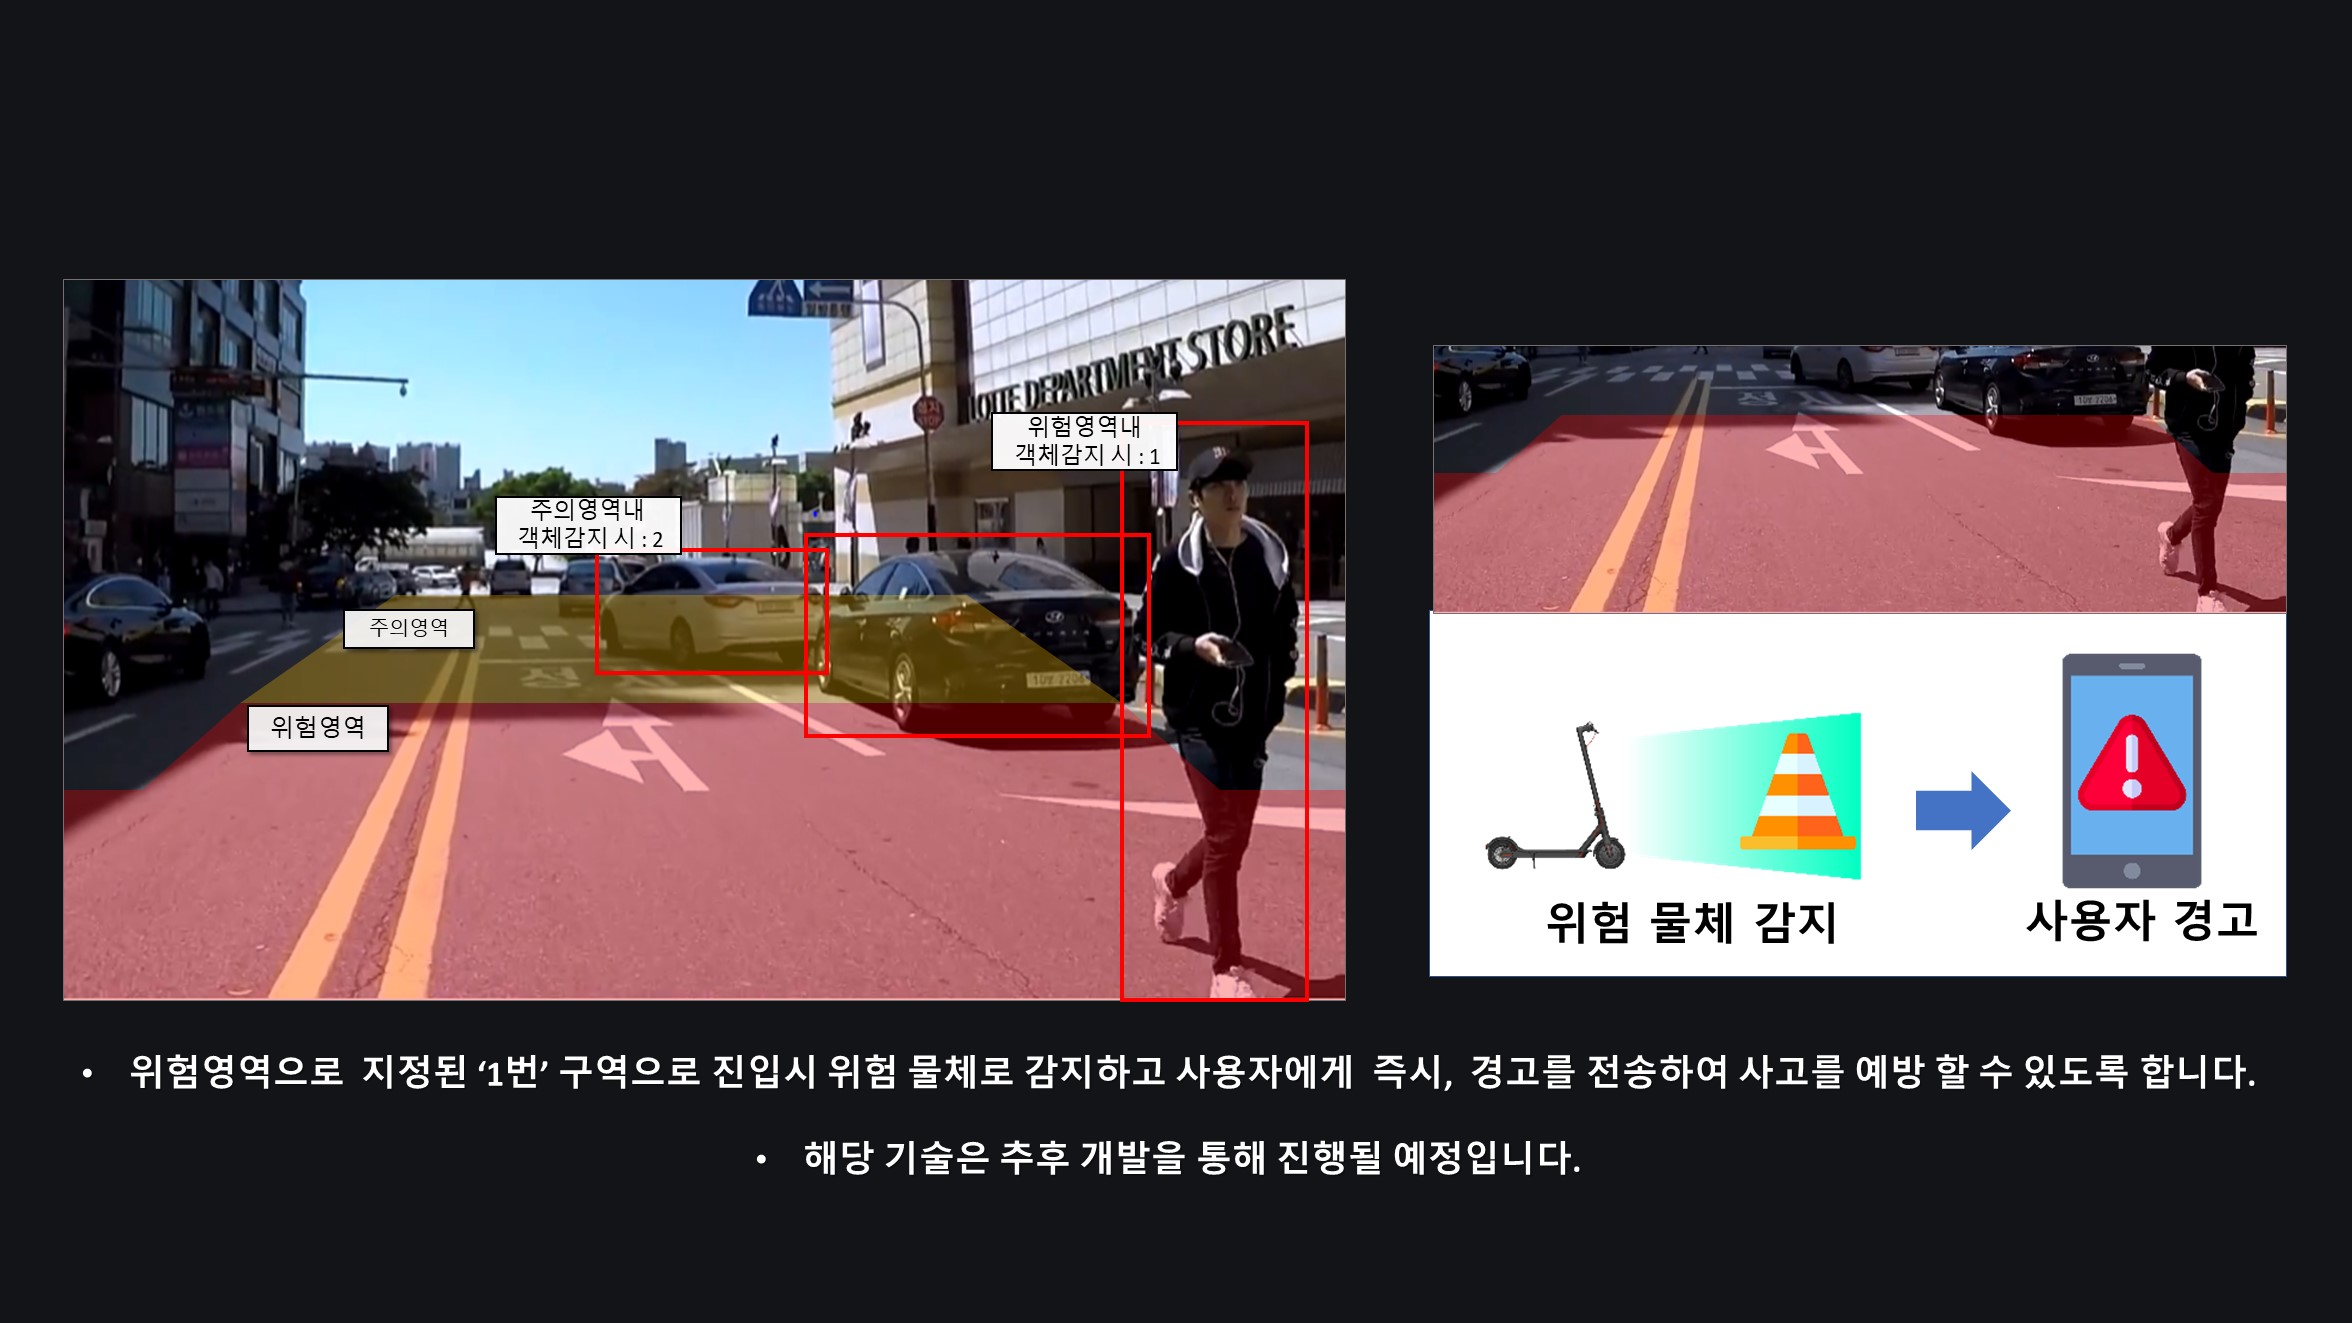 LOTTE DEPARTMENT STORE
위험영역내
객체감지 시 : 1
주의영역내
객체감지 시 : 2
주의영역
위험영역
위험 물체 감지
사용자 경고
• 위험영역으로 지정된 ‘1번’ 구역으로 진입시 위험 물체로 감지하고 사용자에게 즉시, 경고를 전송하여 사고를 예방 할 수 있도록 합니다.
• 해당 기술은 추후 개발을 통해 진행될 예정입니다.